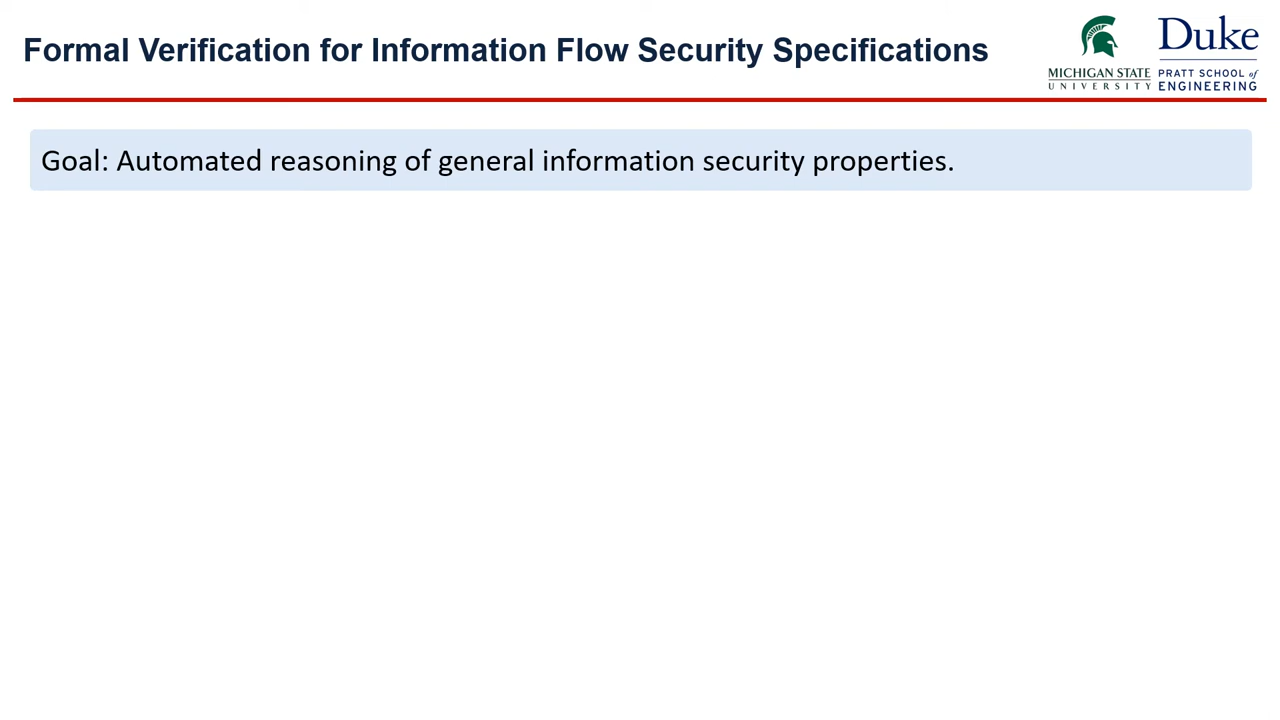 Formal Verification for Information Flow Security Specifications
MICHIGAN STATE
UNIVERSITY
Duke
PRATT SCHOOL of
ENGINEERING
Goal: Automated reasoning of general information security properties.